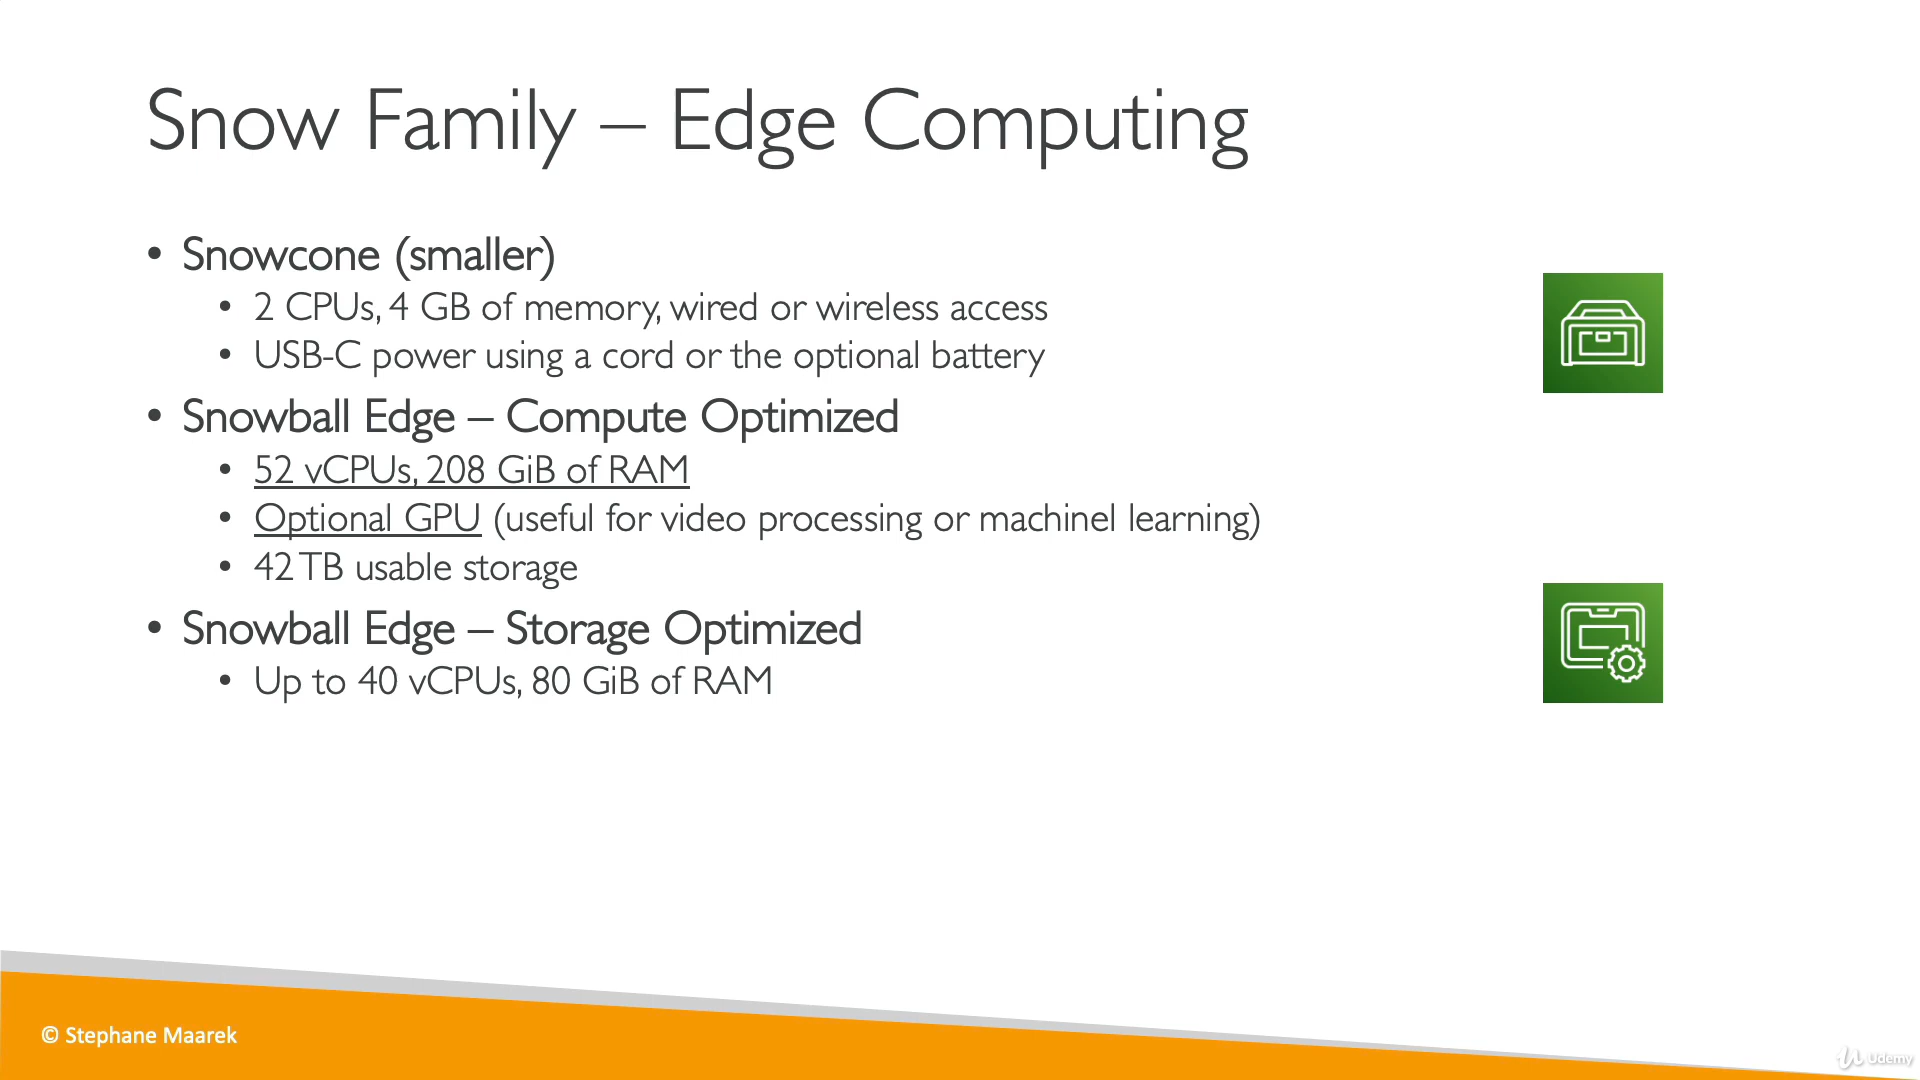 Snow Family – Edge Computing
• Snowcone (smaller)
• 2 CPUs, 4 GB of memory, wired or wireless access
• USB-C power using a cord or the optional battery
• Snowball Edge – Compute Optimized
• 52 vCPUs, 208 GiB of RAM
• Optional GPU (useful for video processing or machinel learning)
• 42 TB usable storage
• Snowball Edge – Storage Optimized
• Up to 40 vCPUs, 80 GiB of RAM
© Stephane Maarek
Udemy